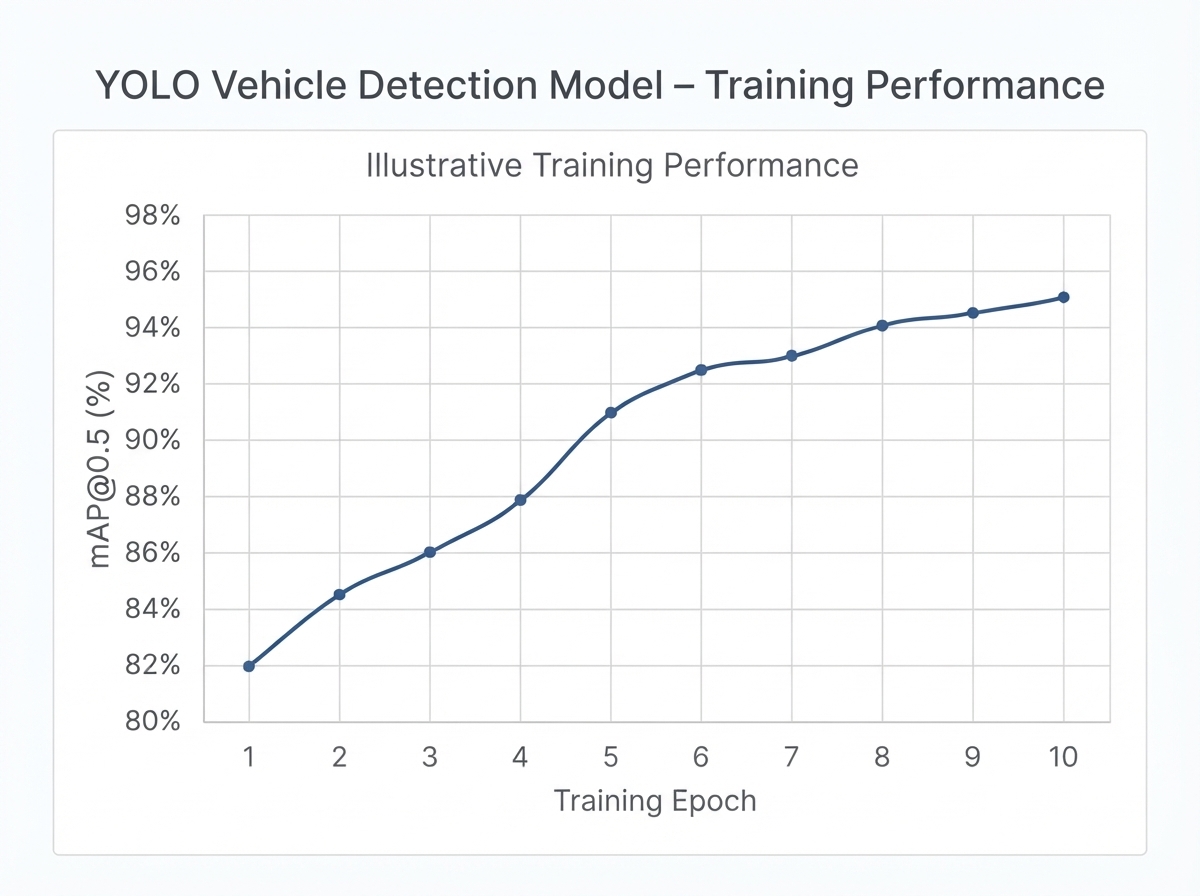 YOLO Vehicle Detection Model – Training Performance
Illustrative Training Performance
98%
96%
94%
92%
90%
88%
86%
84%
82%
80%
mAP@0.5 (%)
1 2 3 4 5 6 7 8 9 10
Training Epoch